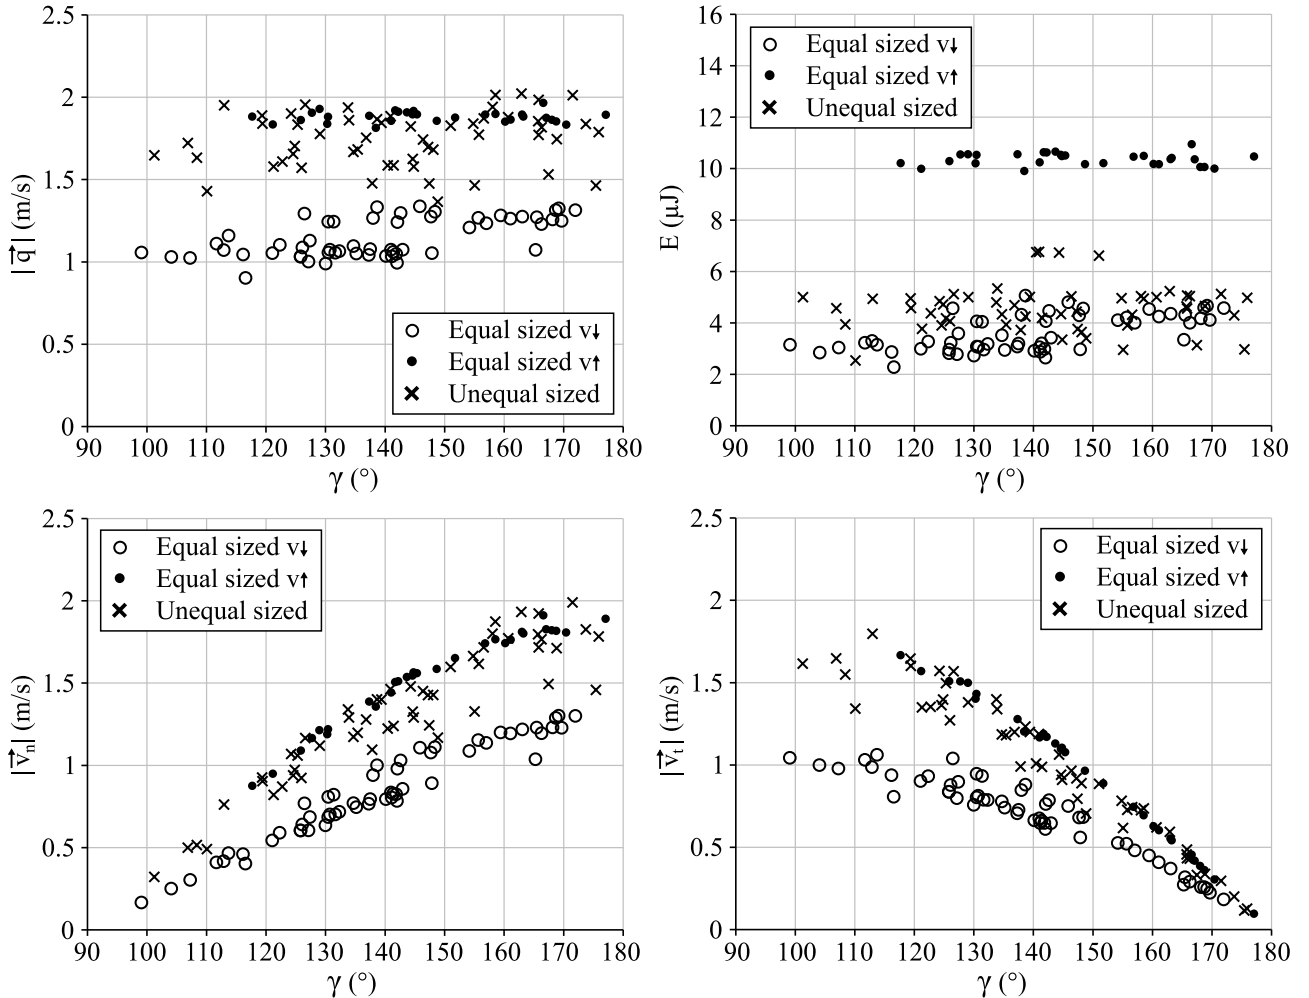 2.5
2
1.5
1
0.5
0
|q⃗| (m/s)
Equal sized v↓
Equal sized v↑
Unequal sized
90 100 110 120 130 140 150 160 170 180
γ (°)
16
14
12
10
8
6
4
2
0
E (μJ)
Equal sized v↓
Equal sized v↑
Unequal sized
90 100 110 120 130 140 150 160 170 180
γ (°)
2.5
2
1.5
1
0.5
0
|v⃗ₙ| (m/s)
Equal sized v↓
Equal sized v↑
Unequal sized
90 100 110 120 130 140 150 160 170 180
γ (°)
2.5
2
1.5
1
0.5
0
|v⃗ₜ| (m/s)
Equal sized v↓
Equal sized v↑
Unequal sized
90 100 110 120 130 140 150 160 170 180
γ (°)